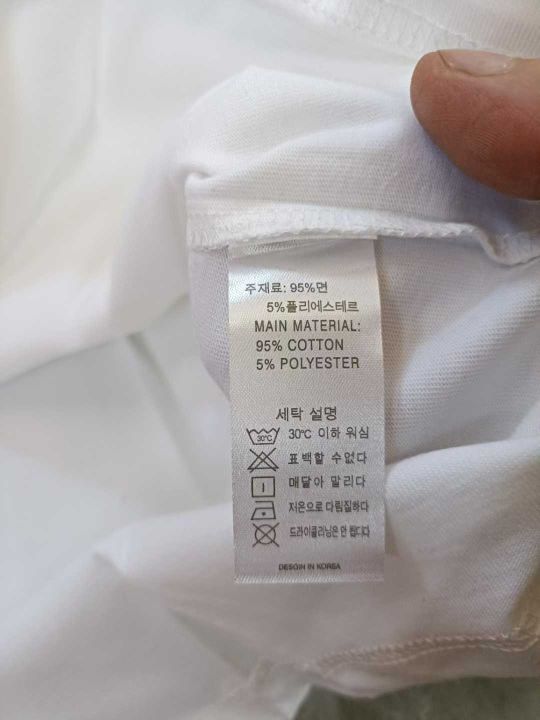 주재료: 95%면
5%폴리에스테르
MAIN MATERIAL:
95% COTTON
5% POLYESTER
세탁 설명
30℃ 30℃ 이하 워심
표백할 수없다
매달아 말리다
저온으로 다림질하다
드라이클리닝은 안 됩디다
DESGIN IN KOREA